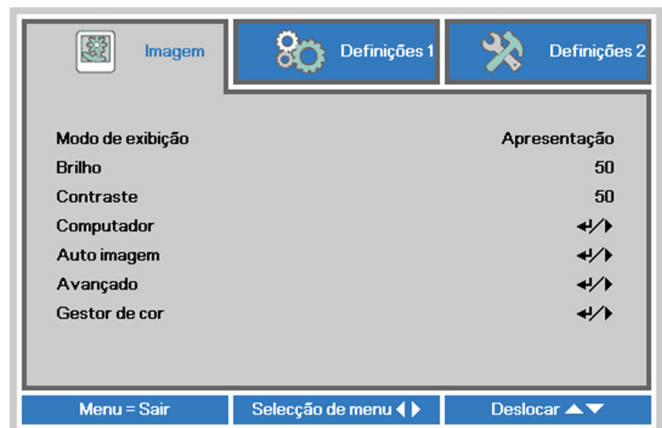 Imagem Definições 1 Definições 2
Modo de exibição Apresentação
Brilho 50
Contraste 50
Computador ↵/▶
Auto imagem ↵/▶
Avançado ↵/▶
Gestor de cor ↵/▶
Menu = Sair Selecção de menu ◀ ▶ Deslocar ▲▼